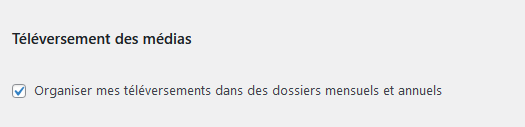 Téléversement des médias
Organiser mes téléversements dans des dossiers mensuels et annuels